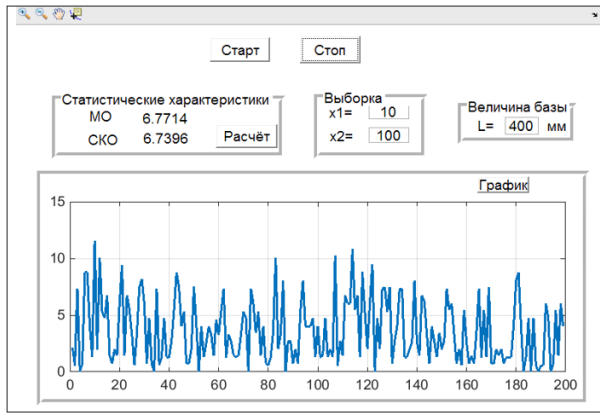 Старт Стоп
Статистические характеристики
МО 6.7714
СКО 6.7396 Расчёт
Выборка
x1= 10
x2= 100
Величина базы
L= 400 мм
График
15
10
5
0
0 20 40 60 80 100 120 140 160 180 200